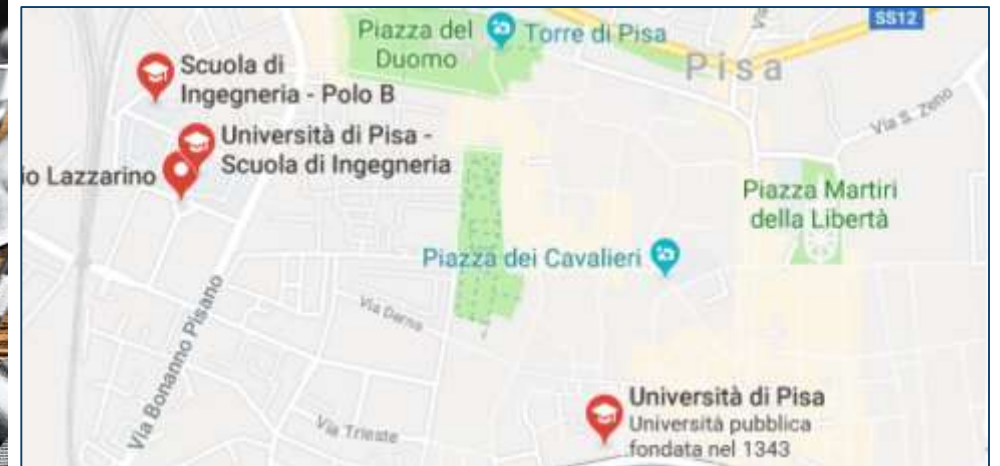 SS12
Piazza del
Duomo
Torre di Pisa
Pisa
Scuola di
Ingegneria - Polo B
Via S. Zeno
Università di Pisa -
Scuola di Ingegneria
io Lazzarino
Piazza Martiri
della Libertà
Piazza dei Cavalieri
Via Bonanno Pisano
Via Derna
Via Trieste
Università di Pisa
Università pubblica
fondata nel 1343